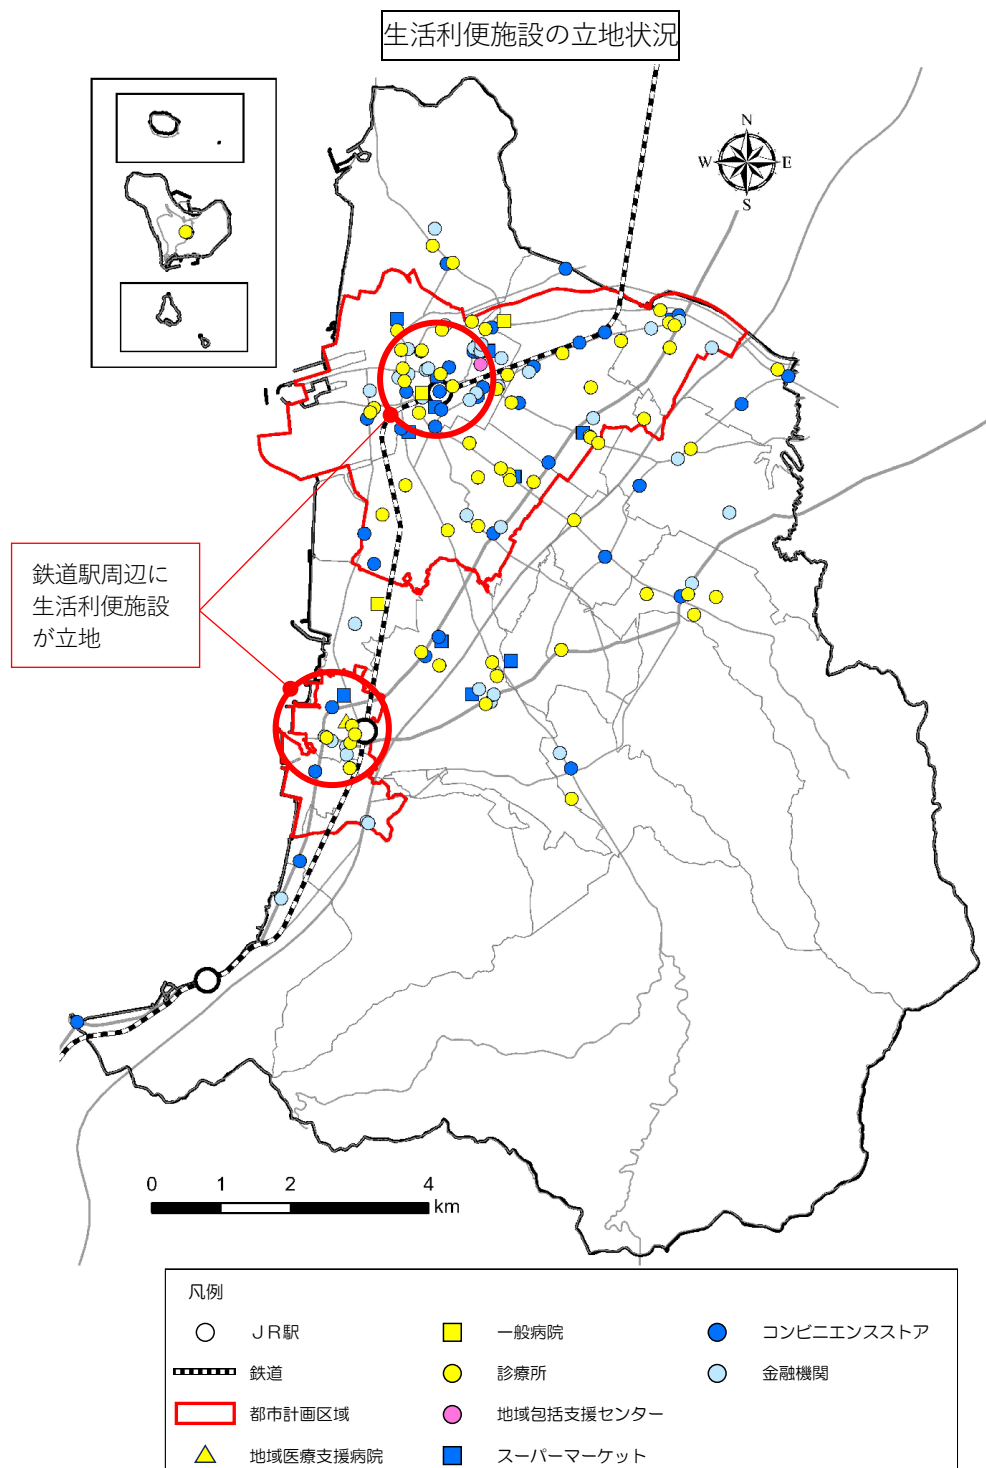 生活利便施設の立地状況
N
W
E
S
鉄道駅周辺に
生活利便施設
が立地
0 1 2 4
km
凡例
ＪＲ駅
一般病院
コンビニエンスストア
鉄道
診療所
金融機関
都市計画区域
地域包括支援センター
地域医療支援病院
スーパーマーケット